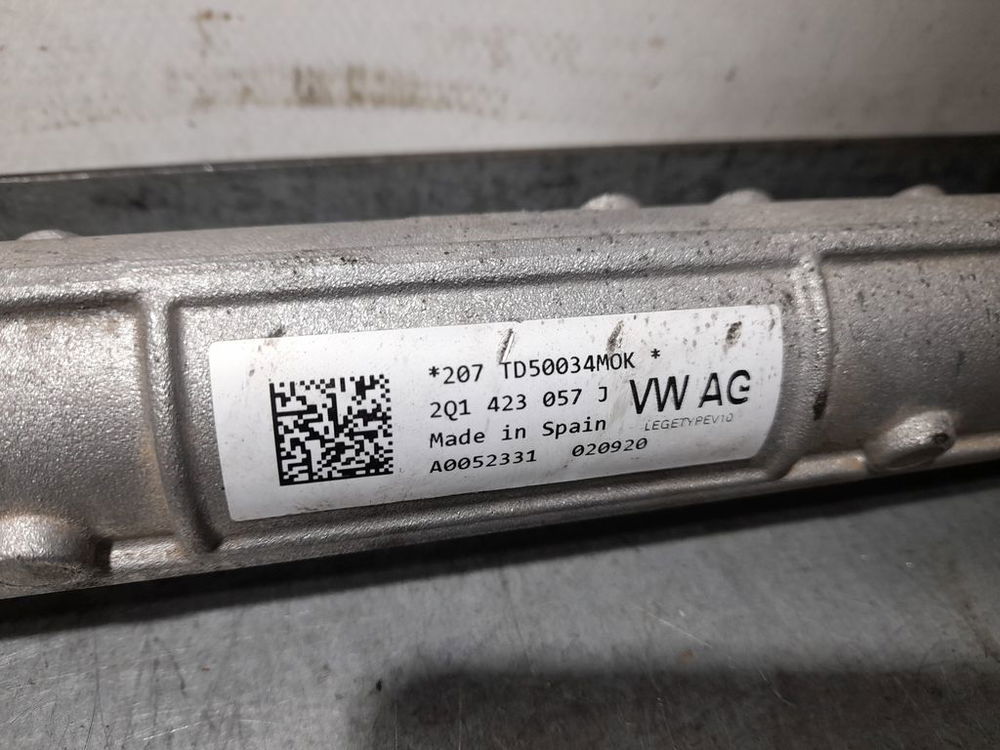 *207 TD50034MOK *
2Q1 423 057 J
VW AG
Made in Spain
LEGETYPEV10
A0052331 020920